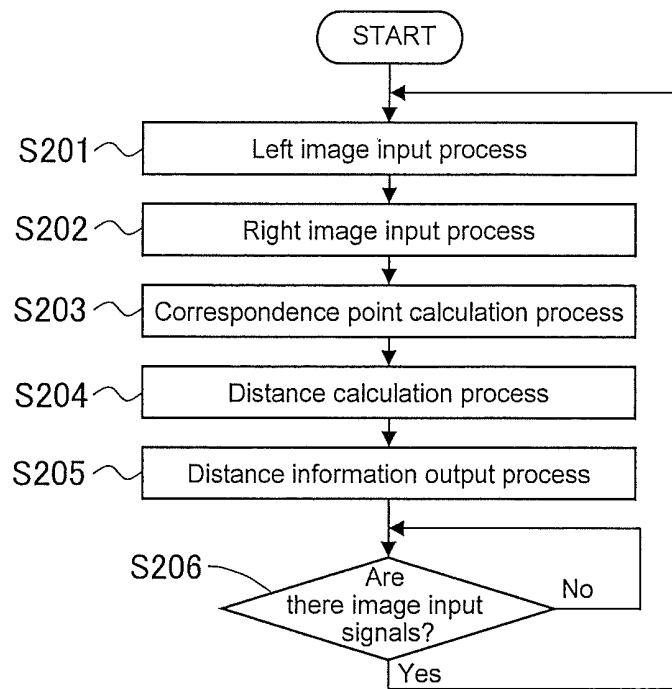 START
S201
Left image input process
S202
Right image input process
S203
Correspondence point calculation process
S204
Distance calculation process
S205
Distance information output process
S206
Are
there image input
signals?
No
Yes